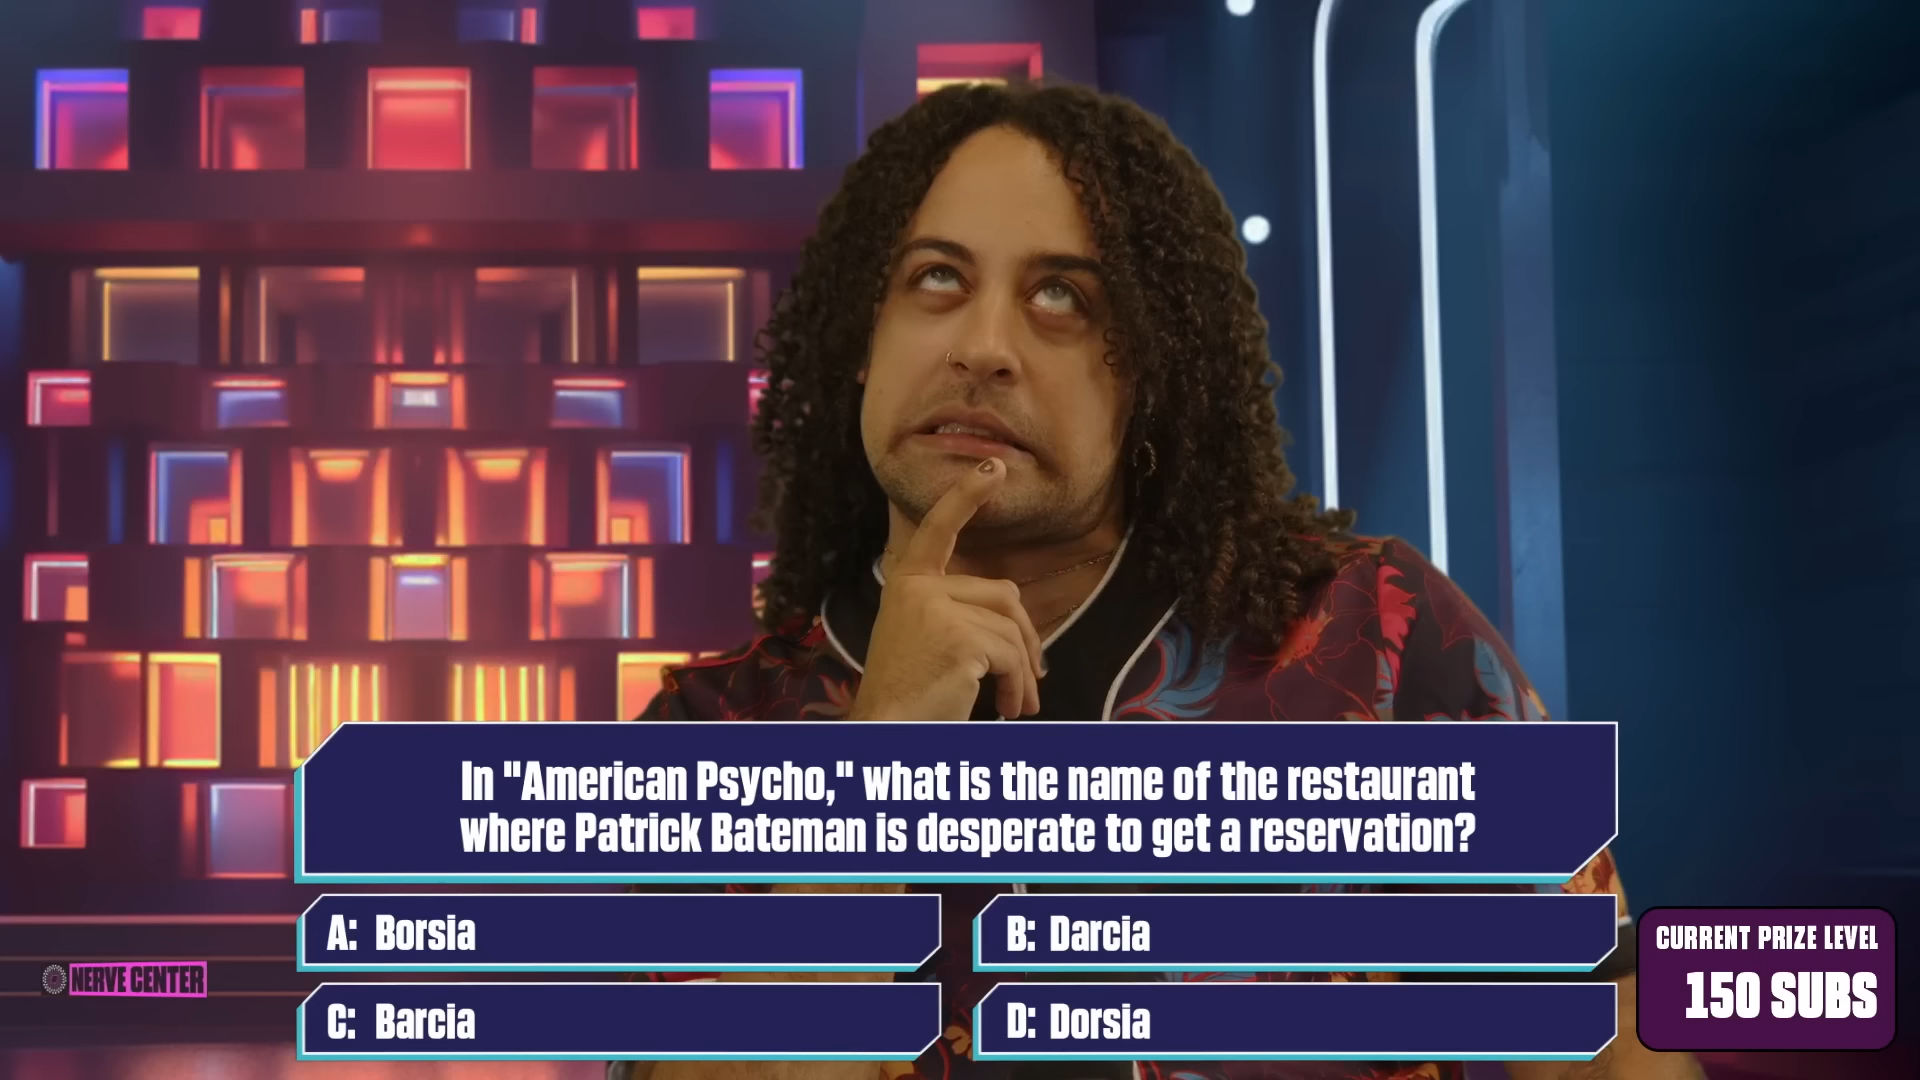 In "American Psycho," what is the name of the restaurant
where Patrick Bateman is desperate to get a reservation?
A: Borsia
B: Darcia
C: Barcia
D: Dorsia
CURRENT PRIZE LEVEL
150 SUBS
NERVE CENTER